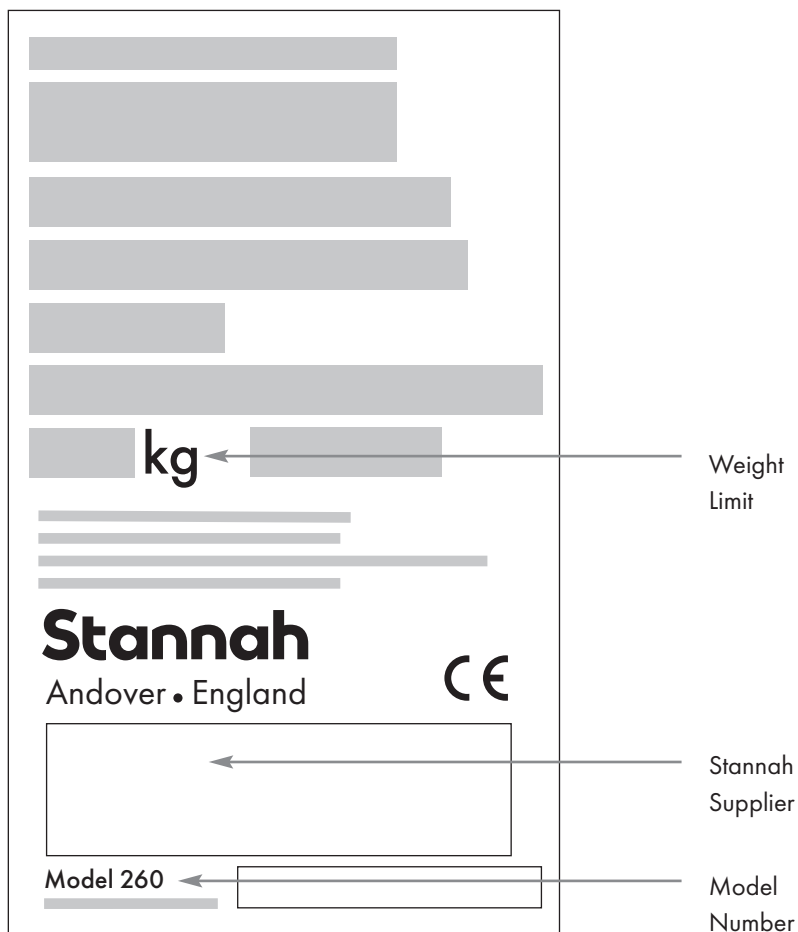 kg
Weight
Limit
Stannah
Andover • England
CE
Stannah
Supplier
Model 260
Model
Number